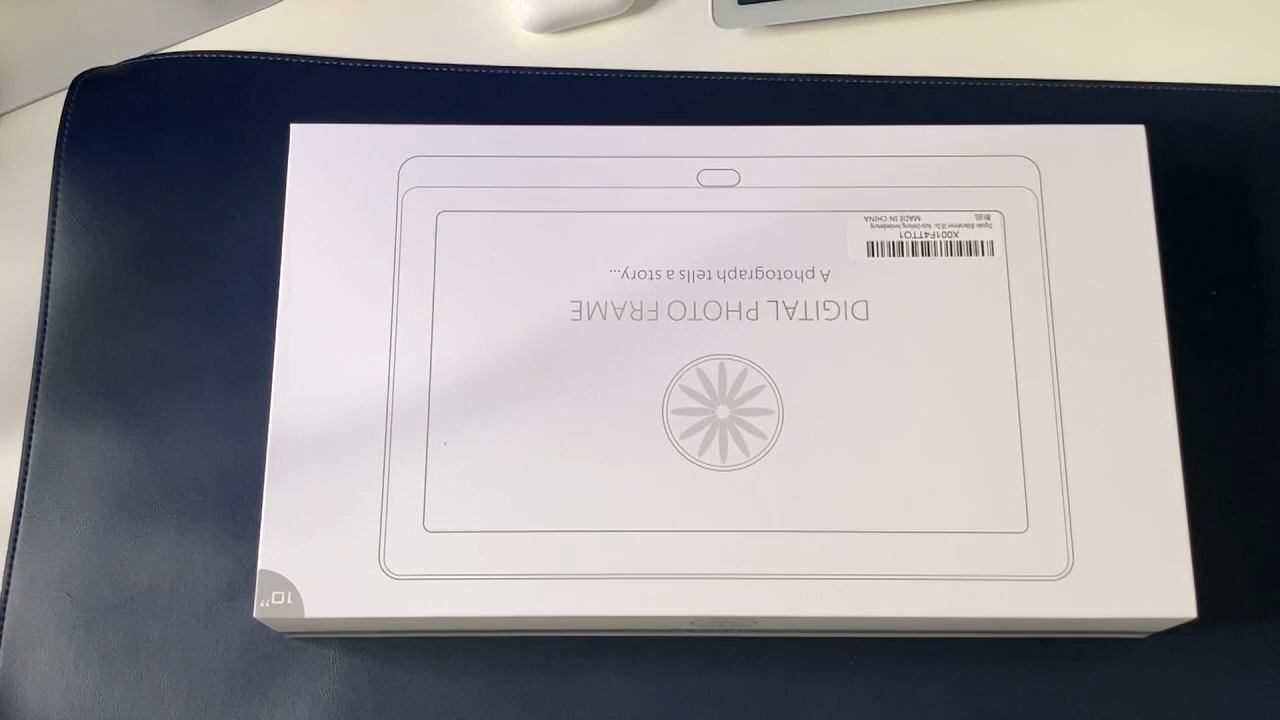 10"
DIGITAL PHOTO FRAME
A photograph tells a story...
X001F4TTO1
MADE IN CHINA